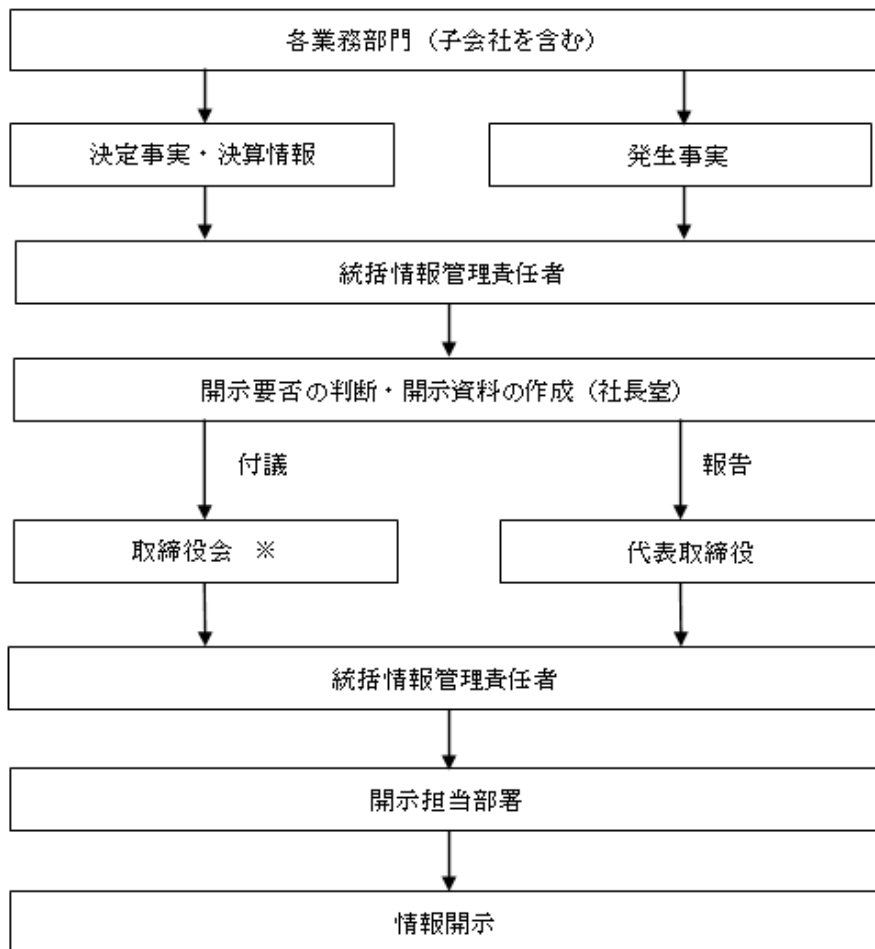 各業務部門（子会社を含む）
決定事実・決算情報
発生事実
統括情報管理責任者
開示要否の判断・開示資料の作成（社長室）
付議
報告
取締役会　※
代表取締役
統括情報管理責任者
開示担当部署
情報開示